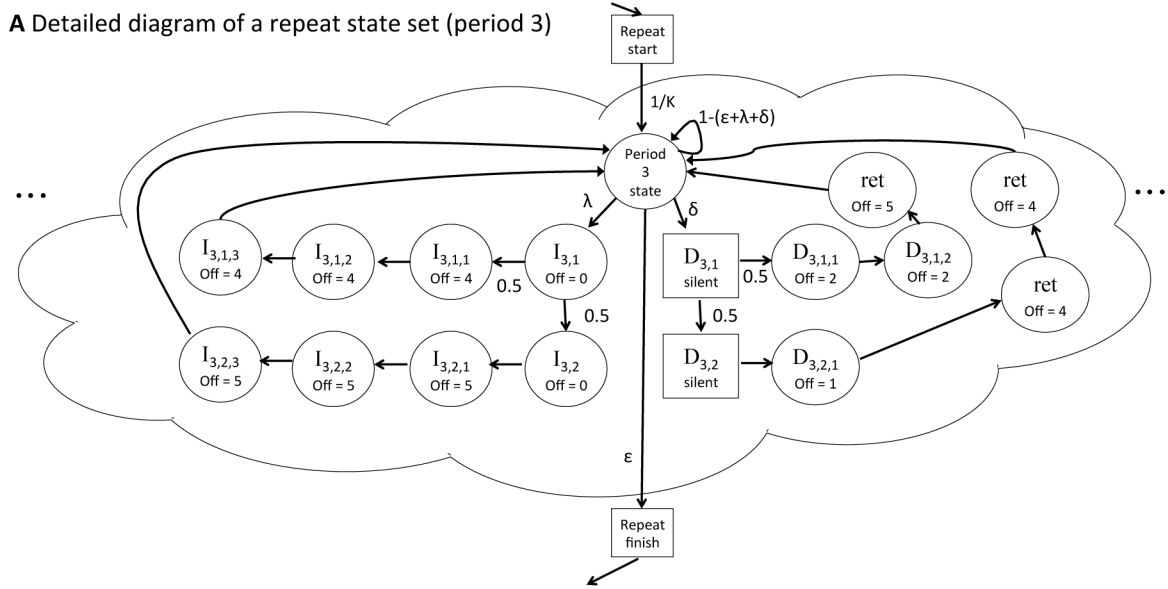 A Detailed diagram of a repeat state set (period 3)
Repeat
start
1/K
1-(ε+λ+δ)
Period
3
state
...
...
λ
δ
ret
Off = 5
ret
Off = 4
I3,1,3
Off = 4
I3,1,2
Off = 4
I3,1,1
Off = 4
0.5
I3,1
Off = 0
D3,1
silent
0.5
D3,1,1
Off = 2
D3,1,2
Off = 2
ret
Off = 4
0.5
0.5
I3,2,3
Off = 5
I3,2,2
Off = 5
I3,2,1
Off = 5
I3,2
Off = 0
D3,2
silent
D3,2,1
Off = 1
ε
Repeat
finish